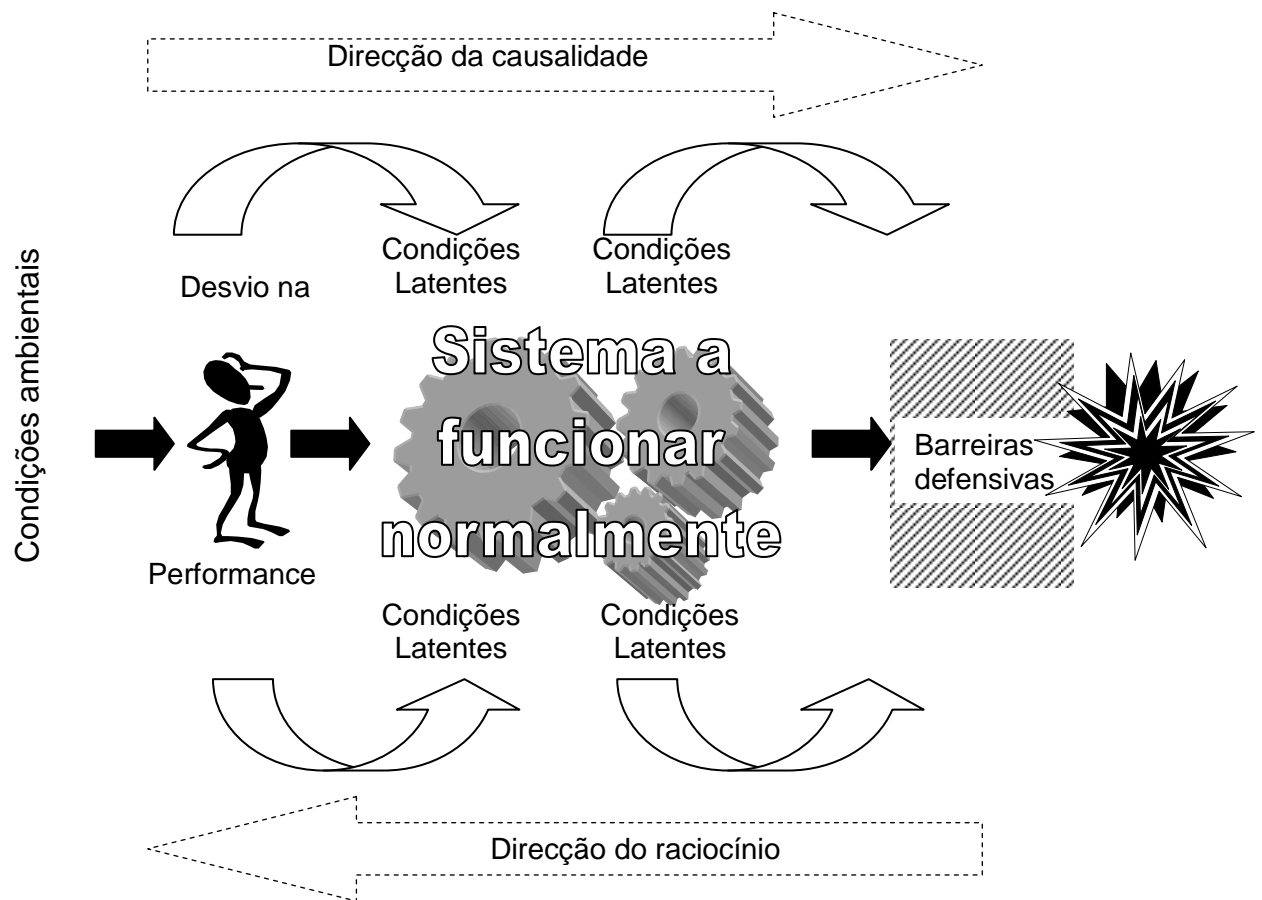 Direcção da causalidade
Condições ambientais
Desvio na
Performance
Condições
Latentes
Condições
Latentes
Sistema a
funcionar
normalmente
Condições
Latentes
Condições
Latentes
Barreiras
defensivas
Direcção do raciocínio